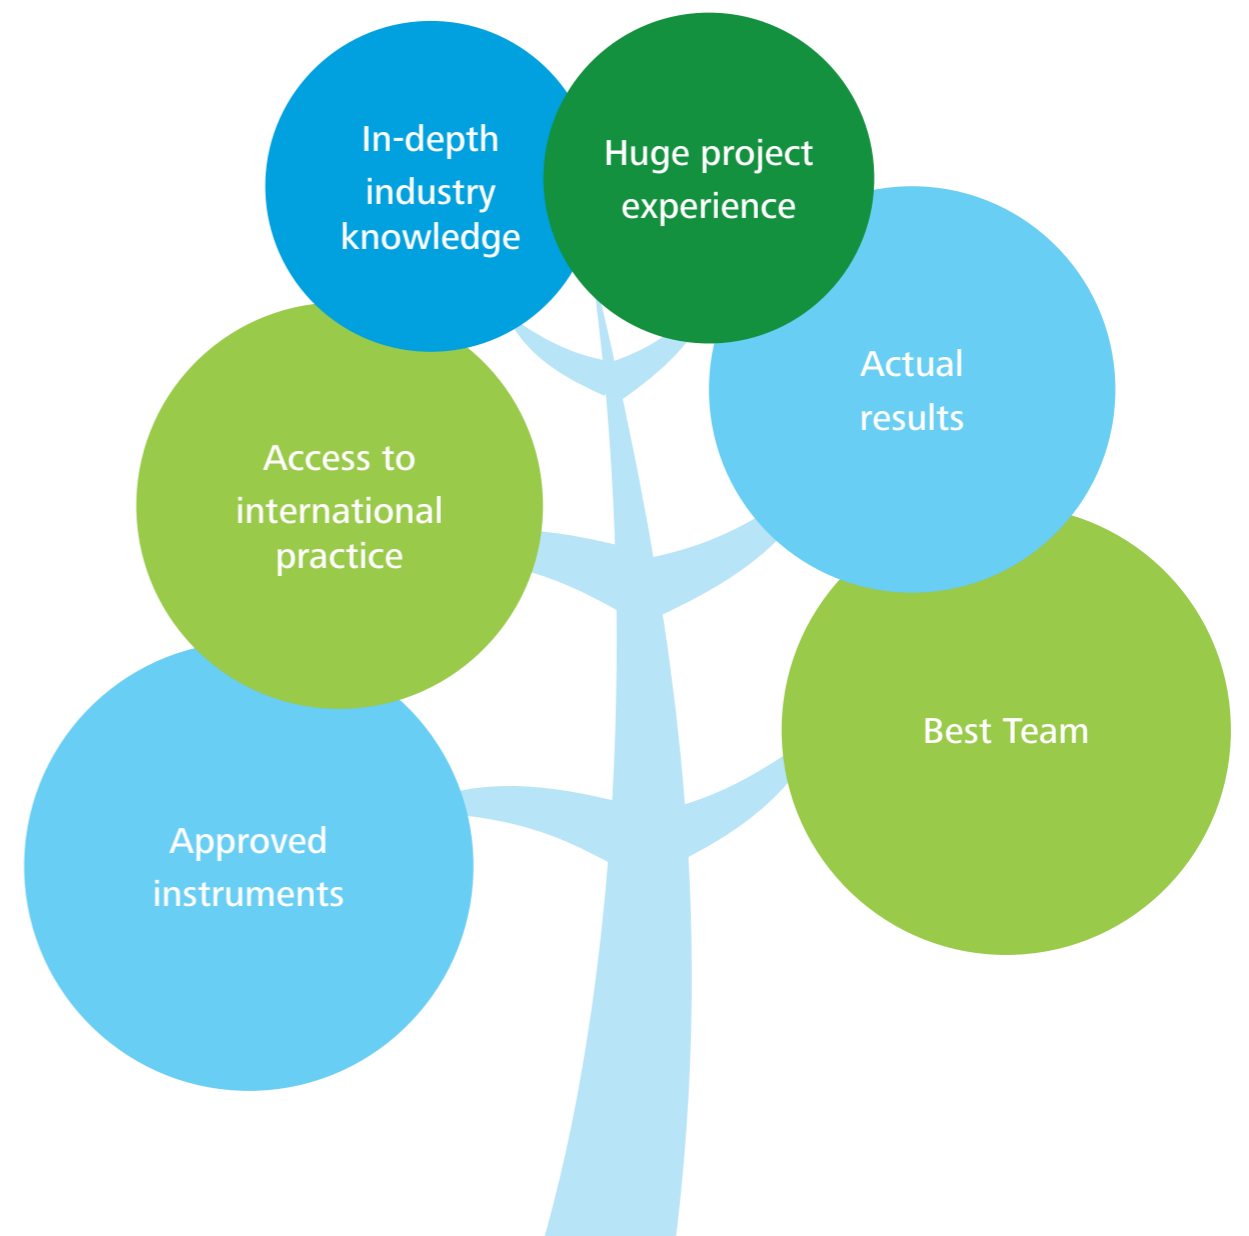 In-depth
industry
knowledge
Huge project
experience
Actual
results
Access to
international
practice
Best Team
Approved
instruments